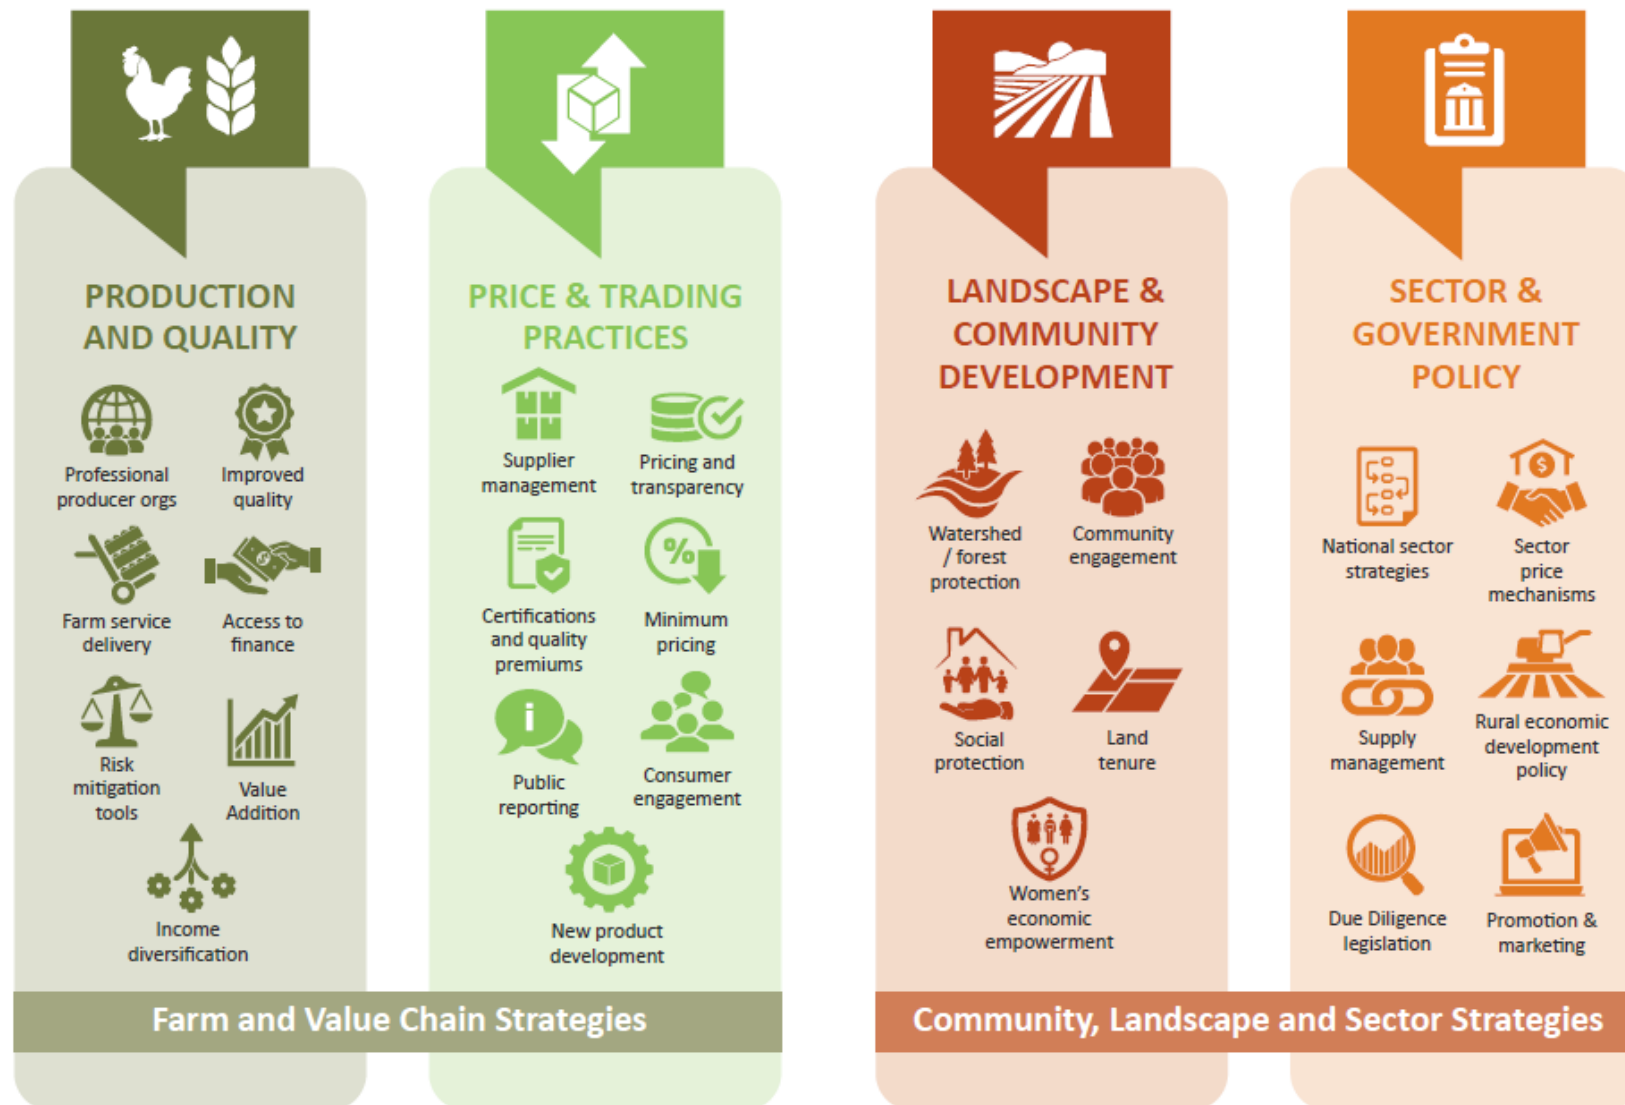 PRODUCTION
AND QUALITY
Professional
producer orgs
Improved
quality
Farm service
delivery
Access to
finance
Risk
mitigation
tools
Value
Addition
Income
diversification
PRICE & TRADING
PRACTICES
Supplier
management
Pricing and
transparency
Certifications
and quality
premiums
Minimum
pricing
Public
reporting
Consumer
engagement
New product
development
Farm and Value Chain Strategies
LANDSCAPE &
COMMUNITY
DEVELOPMENT
Watershed
/ forest
protection
Community
engagement
Social
protection
Land
tenure
Women's
economic
empowerment
SECTOR &
GOVERNMENT
POLICY
National sector
strategies
Sector
price
mechanisms
Supply
management
Rural economic
development
policy
Due Diligence
legislation
Promotion &
marketing
Community, Landscape and Sector Strategies